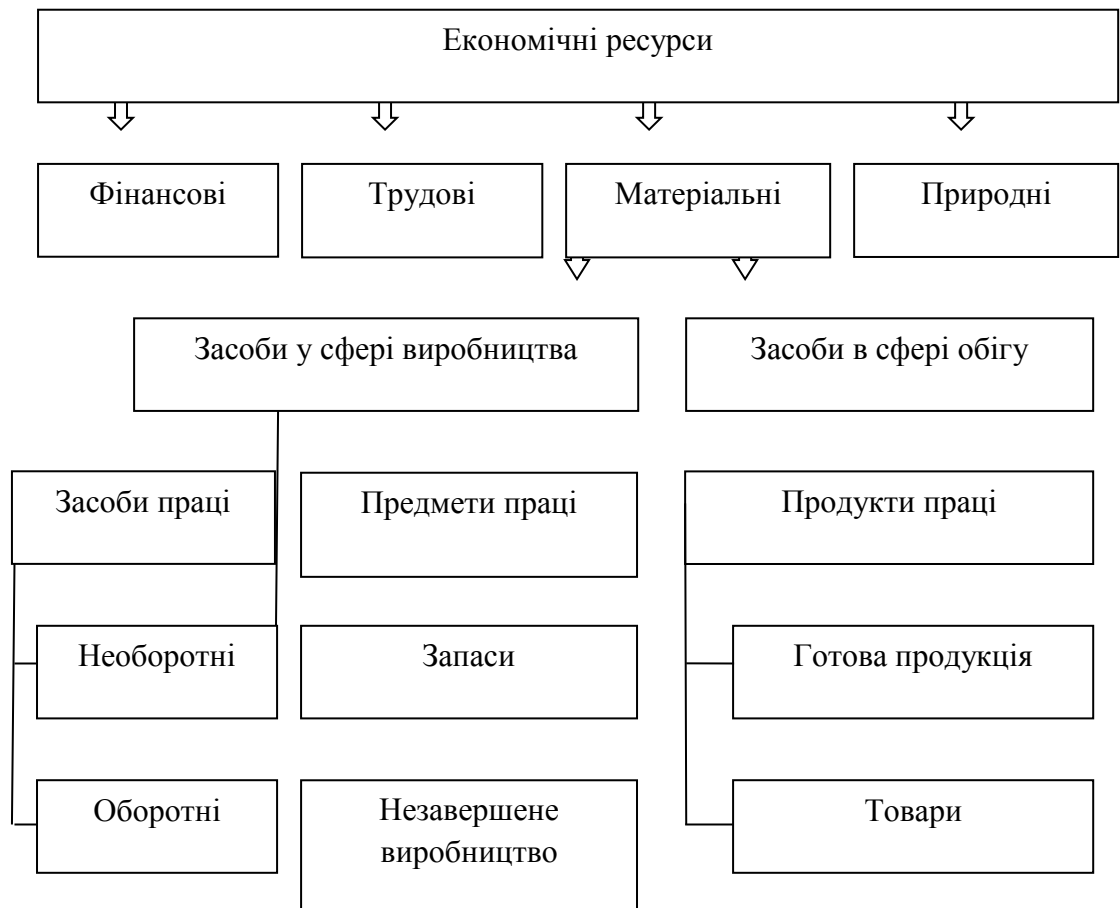 Економічні ресурси
Фінансові
Трудові
Матеріальні
Природні
Засоби у сфері виробництва
Засоби в сфері обігу
Засоби праці
Предмети праці
Продукти праці
Необоротні
Запаси
Готова продукція
Оборотні
Незавершене
виробництво
Товари